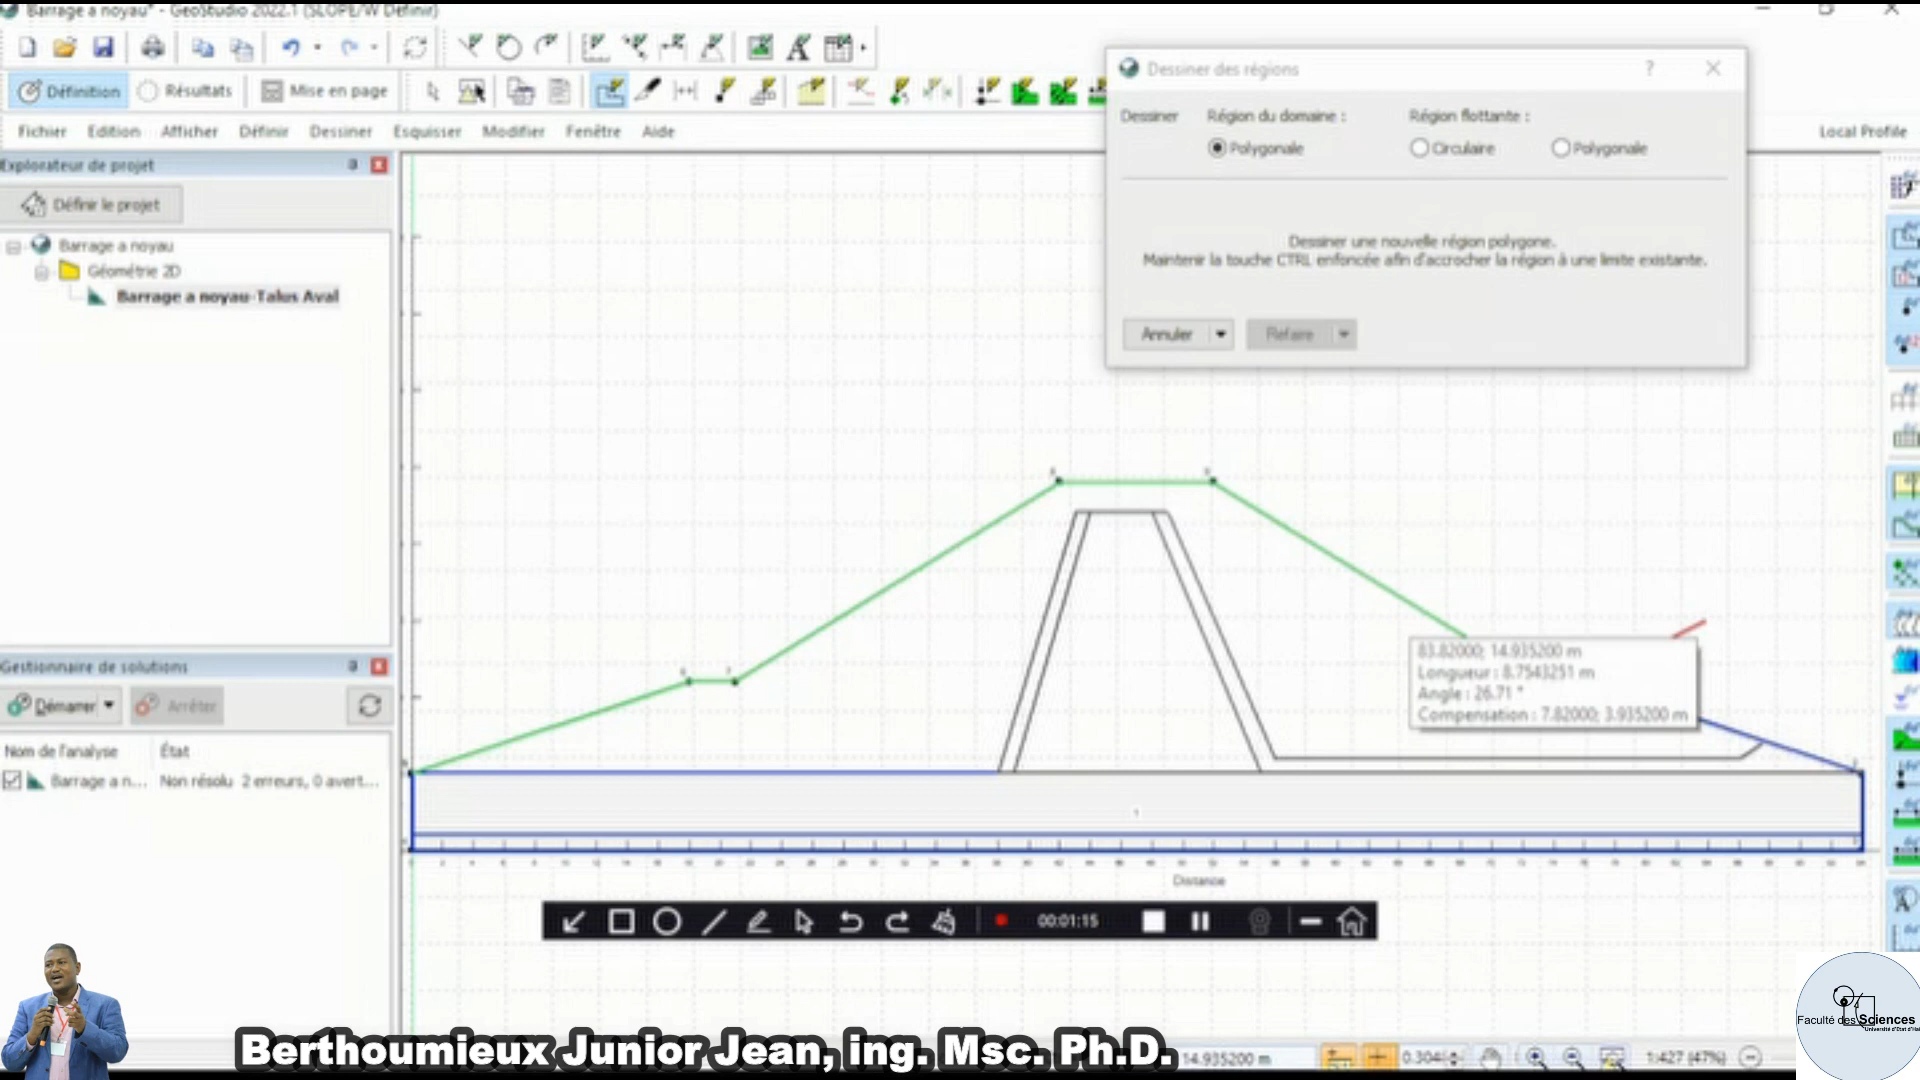 Barrage a noyau* - GeoStudio 2022.1 (SLOPE/W Définir)
Définition Résultats Mise en page
Fichier Edition Afficher Définir Dessiner Esquisser Modifier Fenêtre Aide
Local Profile
Explorateur de projet
Définir le projet
Barrage a noyau
Géométrie 2D
Barrage a noyau-Talus Aval
Dessiner des régions
Dessiner Région du domaine : Région flottante :
Polygonale Circulaire Polygonale
Dessiner une nouvelle région polygone.
Maintenir la touche CTRL enfoncée afin d'accrocher la région à une limite existante.
Annuler Refaire
83.82000; 14.935200 m
Longueur : 8.7543251 m
Angle : 26.71 °
Compensation : 7.82000; 3.935200 m
Gestionnaire de solutions
Démarrer Arrêter
Nom de l'analyse État
Barrage a n... Non résolu 2 erreurs, 0 avert...
Distance
00:01:15
Berthoumieux Junior Jean, ing. Msc. Ph.D.
14.935200 m
1:427 (47%)
Faculté des Sciences